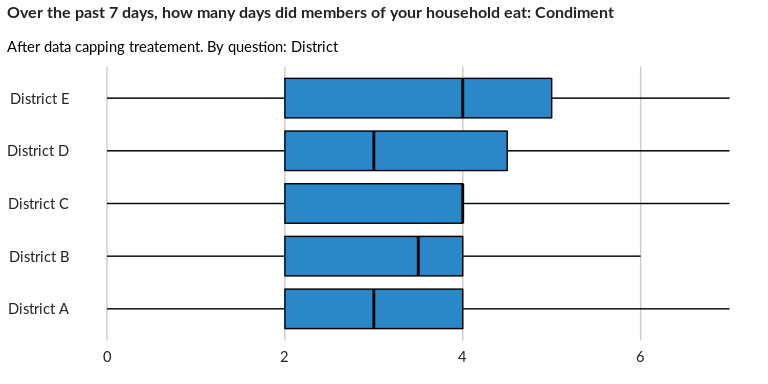 Over the past 7 days, how many days did members of your household eat: Condiment
After data capping treatement. By question: District
District E
District D
District C
District B
District A
0 2 4 6